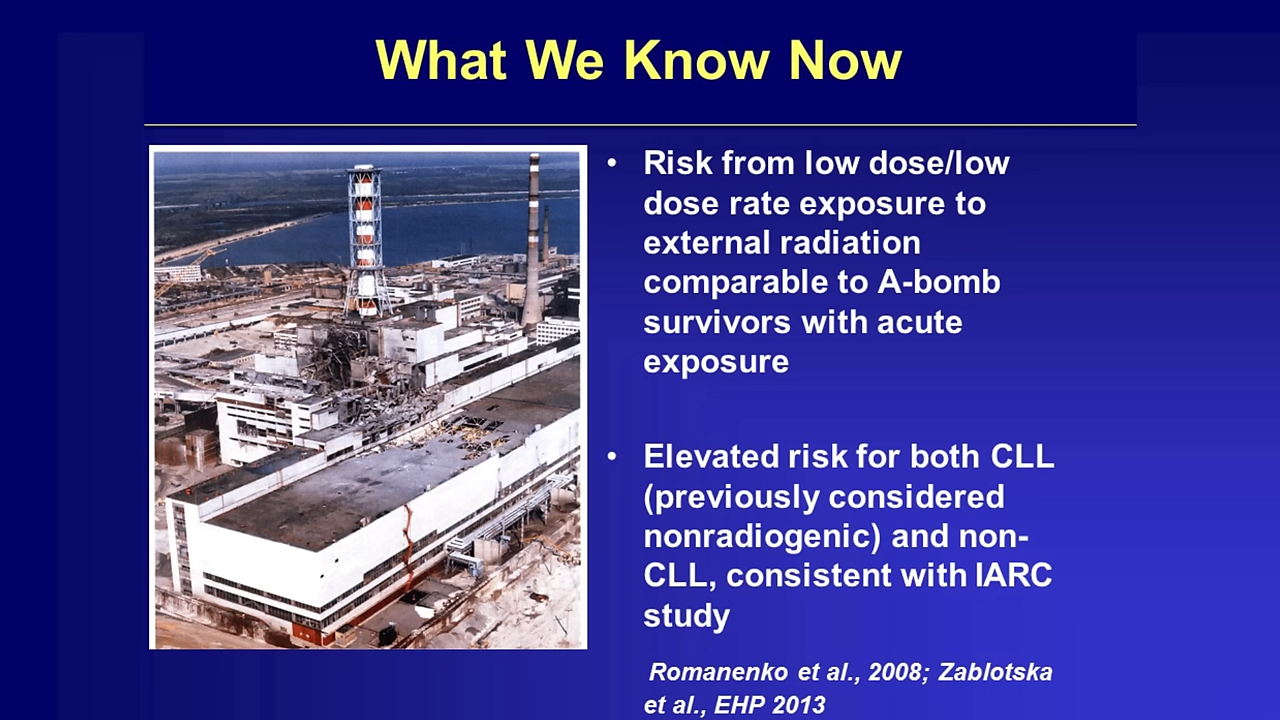 What We Know Now
• Risk from low dose/low
dose rate exposure to
external radiation
comparable to A-bomb
survivors with acute
exposure
• Elevated risk for both CLL
(previously considered
nonradiogenic) and non-
CLL, consistent with IARC
study
Romanenko et al., 2008; Zablotska
et al., EHP 2013